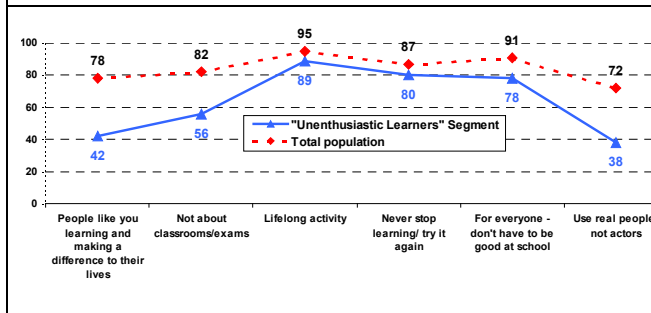 78
82
95
87
91
72
100
80
60
40
20
0
42
56
89
80
78
38
"Unenthusiastic Learners" Segment
Total population
People like you
learning and
making a
difference to their
lives
Not about
classrooms/exams
Lifelong activity
Never stop
learning/ try it
again
For everyone -
don't have to be
good at school
Use real people
not actors